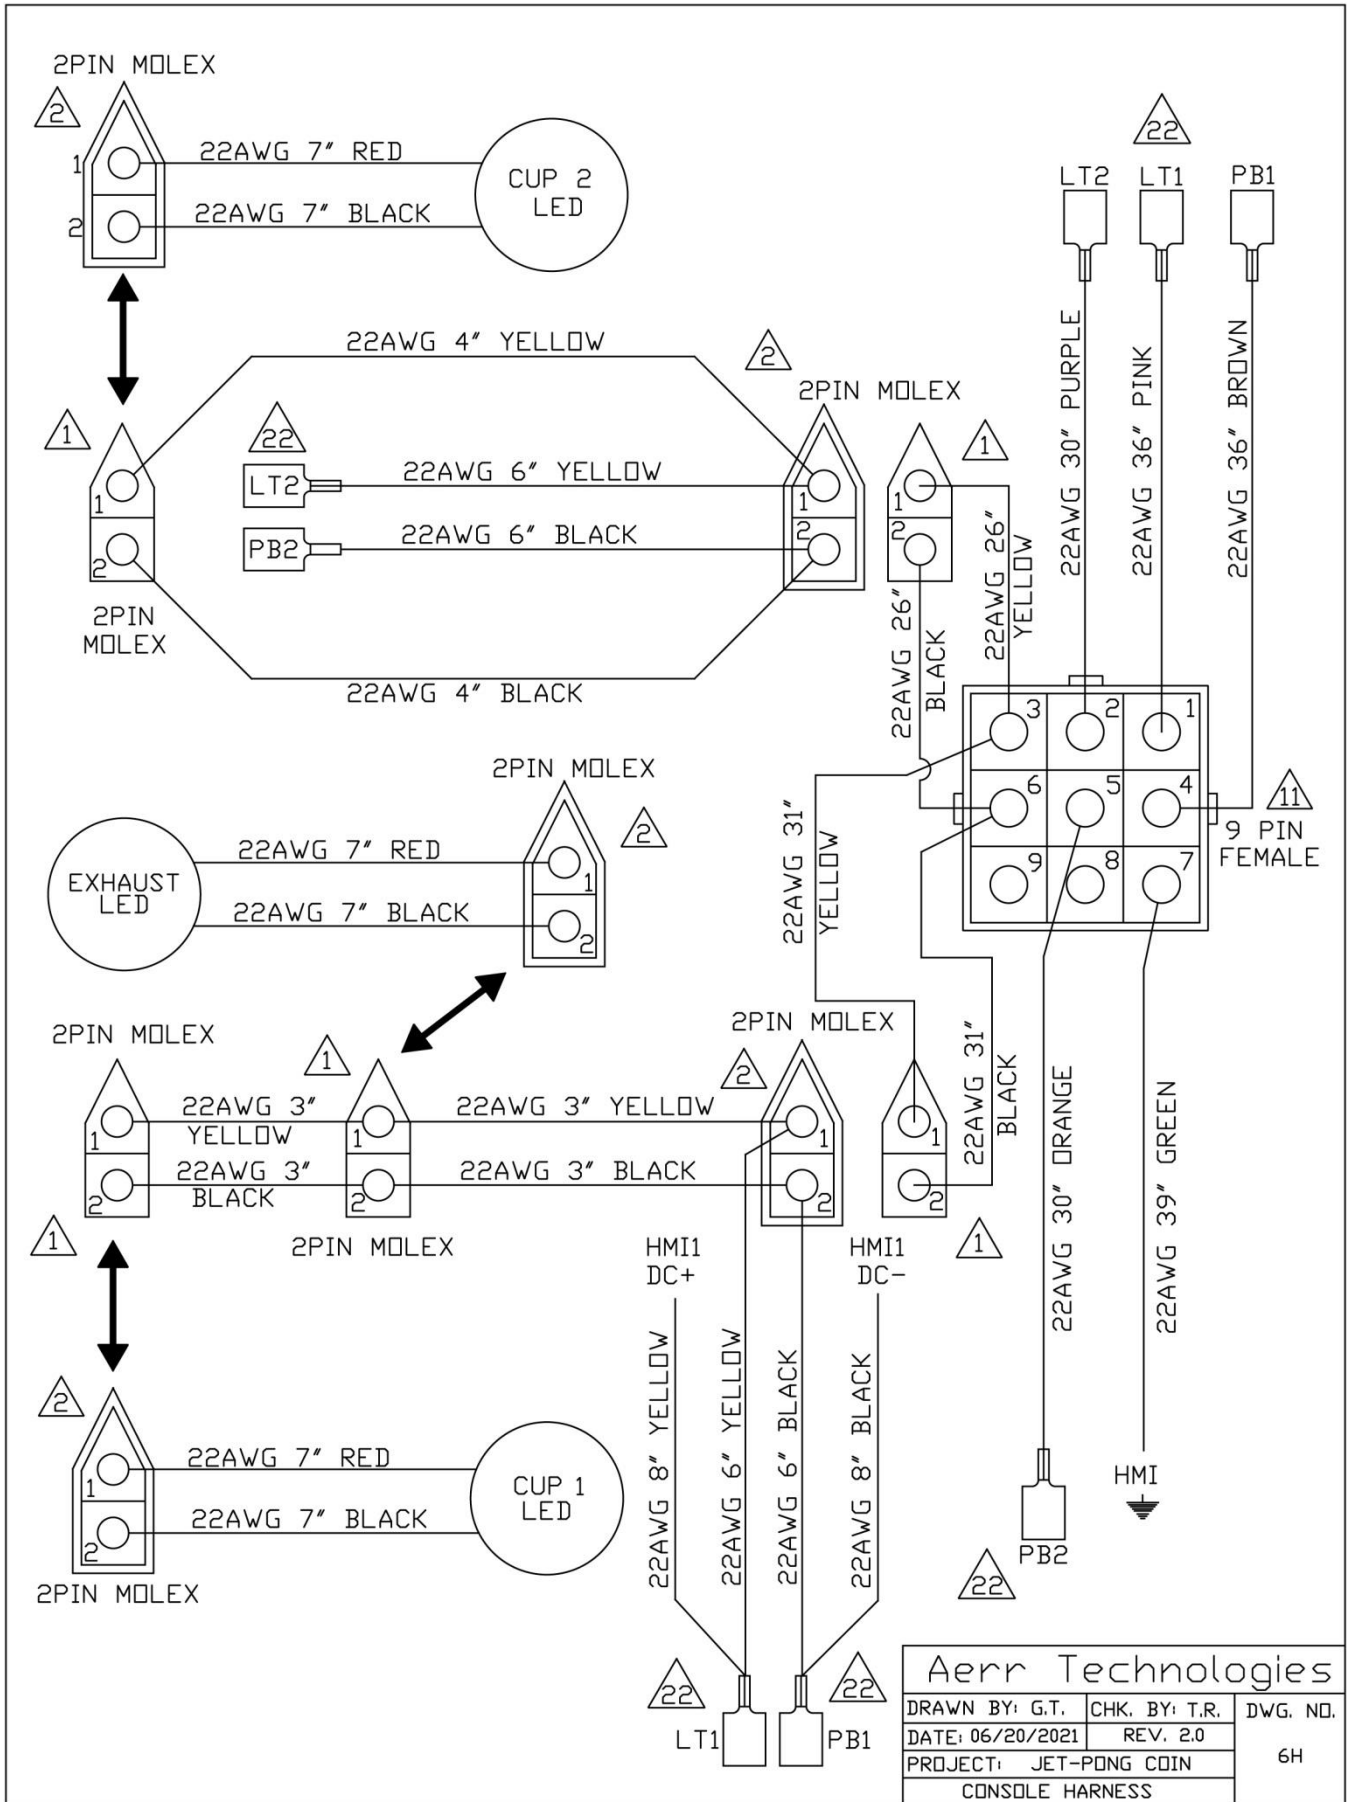 2PIN MOLEX
2
1
2
22AWG 7" RED
22AWG 7" BLACK
CUP 2
LED
22
LT2
LT1
PB1
22AWG 4" YELLOW
2
2PIN MOLEX
1
1
2
2PIN
MOLEX
22
LT2
22AWG 6" YELLOW
PB2
22AWG 6" BLACK
22AWG 4" BLACK
1
2
1
1
2
22AWG 26"
YELLOW
22AWG 26"
BLACK
22AWG 30" PURPLE
22AWG 36" PINK
22AWG 36" BROWN
3
2
1
6
5
4
9
8
7
11
9 PIN
FEMALE
2PIN MOLEX
2
EXHAUST
LED
22AWG 7" RED
22AWG 7" BLACK
1
2
22AWG 31"
YELLOW
22AWG 31"
BLACK
2PIN MOLEX
1
1
2
22AWG 3"
YELLOW
22AWG 3"
BLACK
1
1
2
2PIN MOLEX
22AWG 3" YELLOW
22AWG 3" BLACK
2PIN MOLEX
2
1
2
1
2
1
HMI1
DC+
HMI1
DC-
22AWG 8" YELLOW
22AWG 6" YELLOW
22AWG 6" BLACK
22AWG 8" BLACK
22AWG 30" ORANGE
22AWG 39" GREEN
HMI
PB2
22
2
1
2
22AWG 7" RED
22AWG 7" BLACK
CUP 1
LED
2PIN MOLEX
22
LT1
22
PB1
Aerr Technologies
DRAWN BY: G.T. CHK. BY: T.R. DWG. NO.
DATE: 06/20/2021 REV. 2.0
6H
PROJECT: JET-PONG COIN
CONSOLE HARNESS